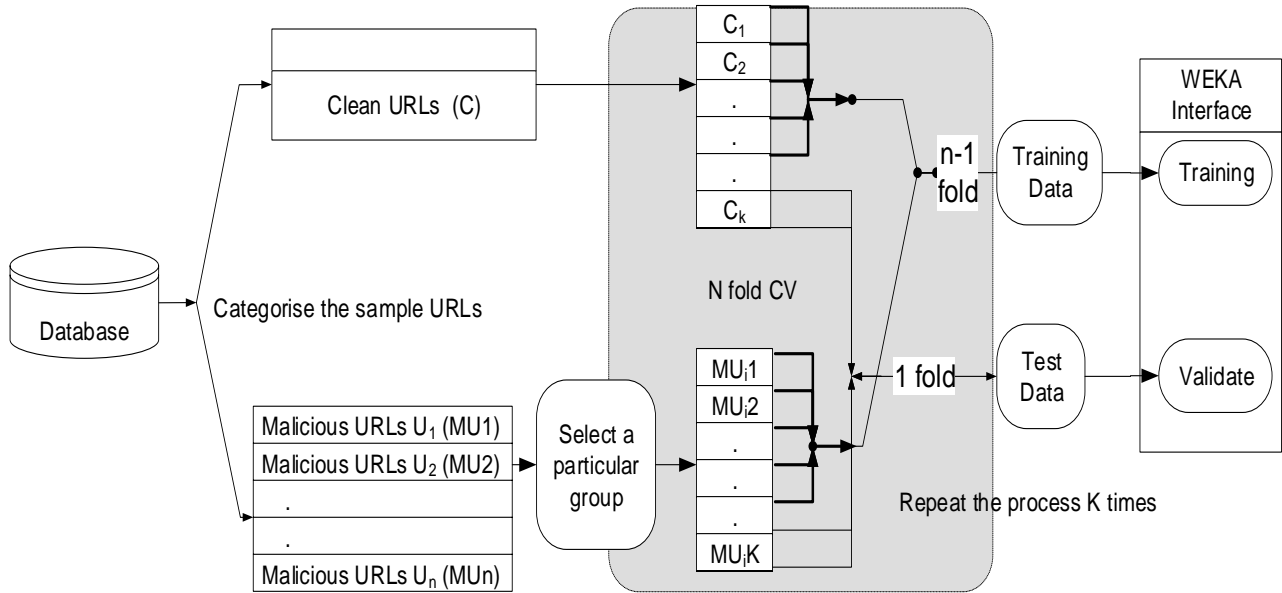 Database
Categorise the sample URLs
Clean URLs (C)
Malicious URLs U₁ (MU1)
Malicious URLs U₂ (MU2)
.
.
Malicious URLs Uₙ (MUn)
Select a
particular
group
C₁
C₂
.
.
.
Cₖ
N fold CV
MUᵢ1
MUᵢ2
.
.
.
MUᵢK
n-1
fold
1 fold
Repeat the process K times
Training
Data
Test
Data
WEKA
Interface
Training
Validate